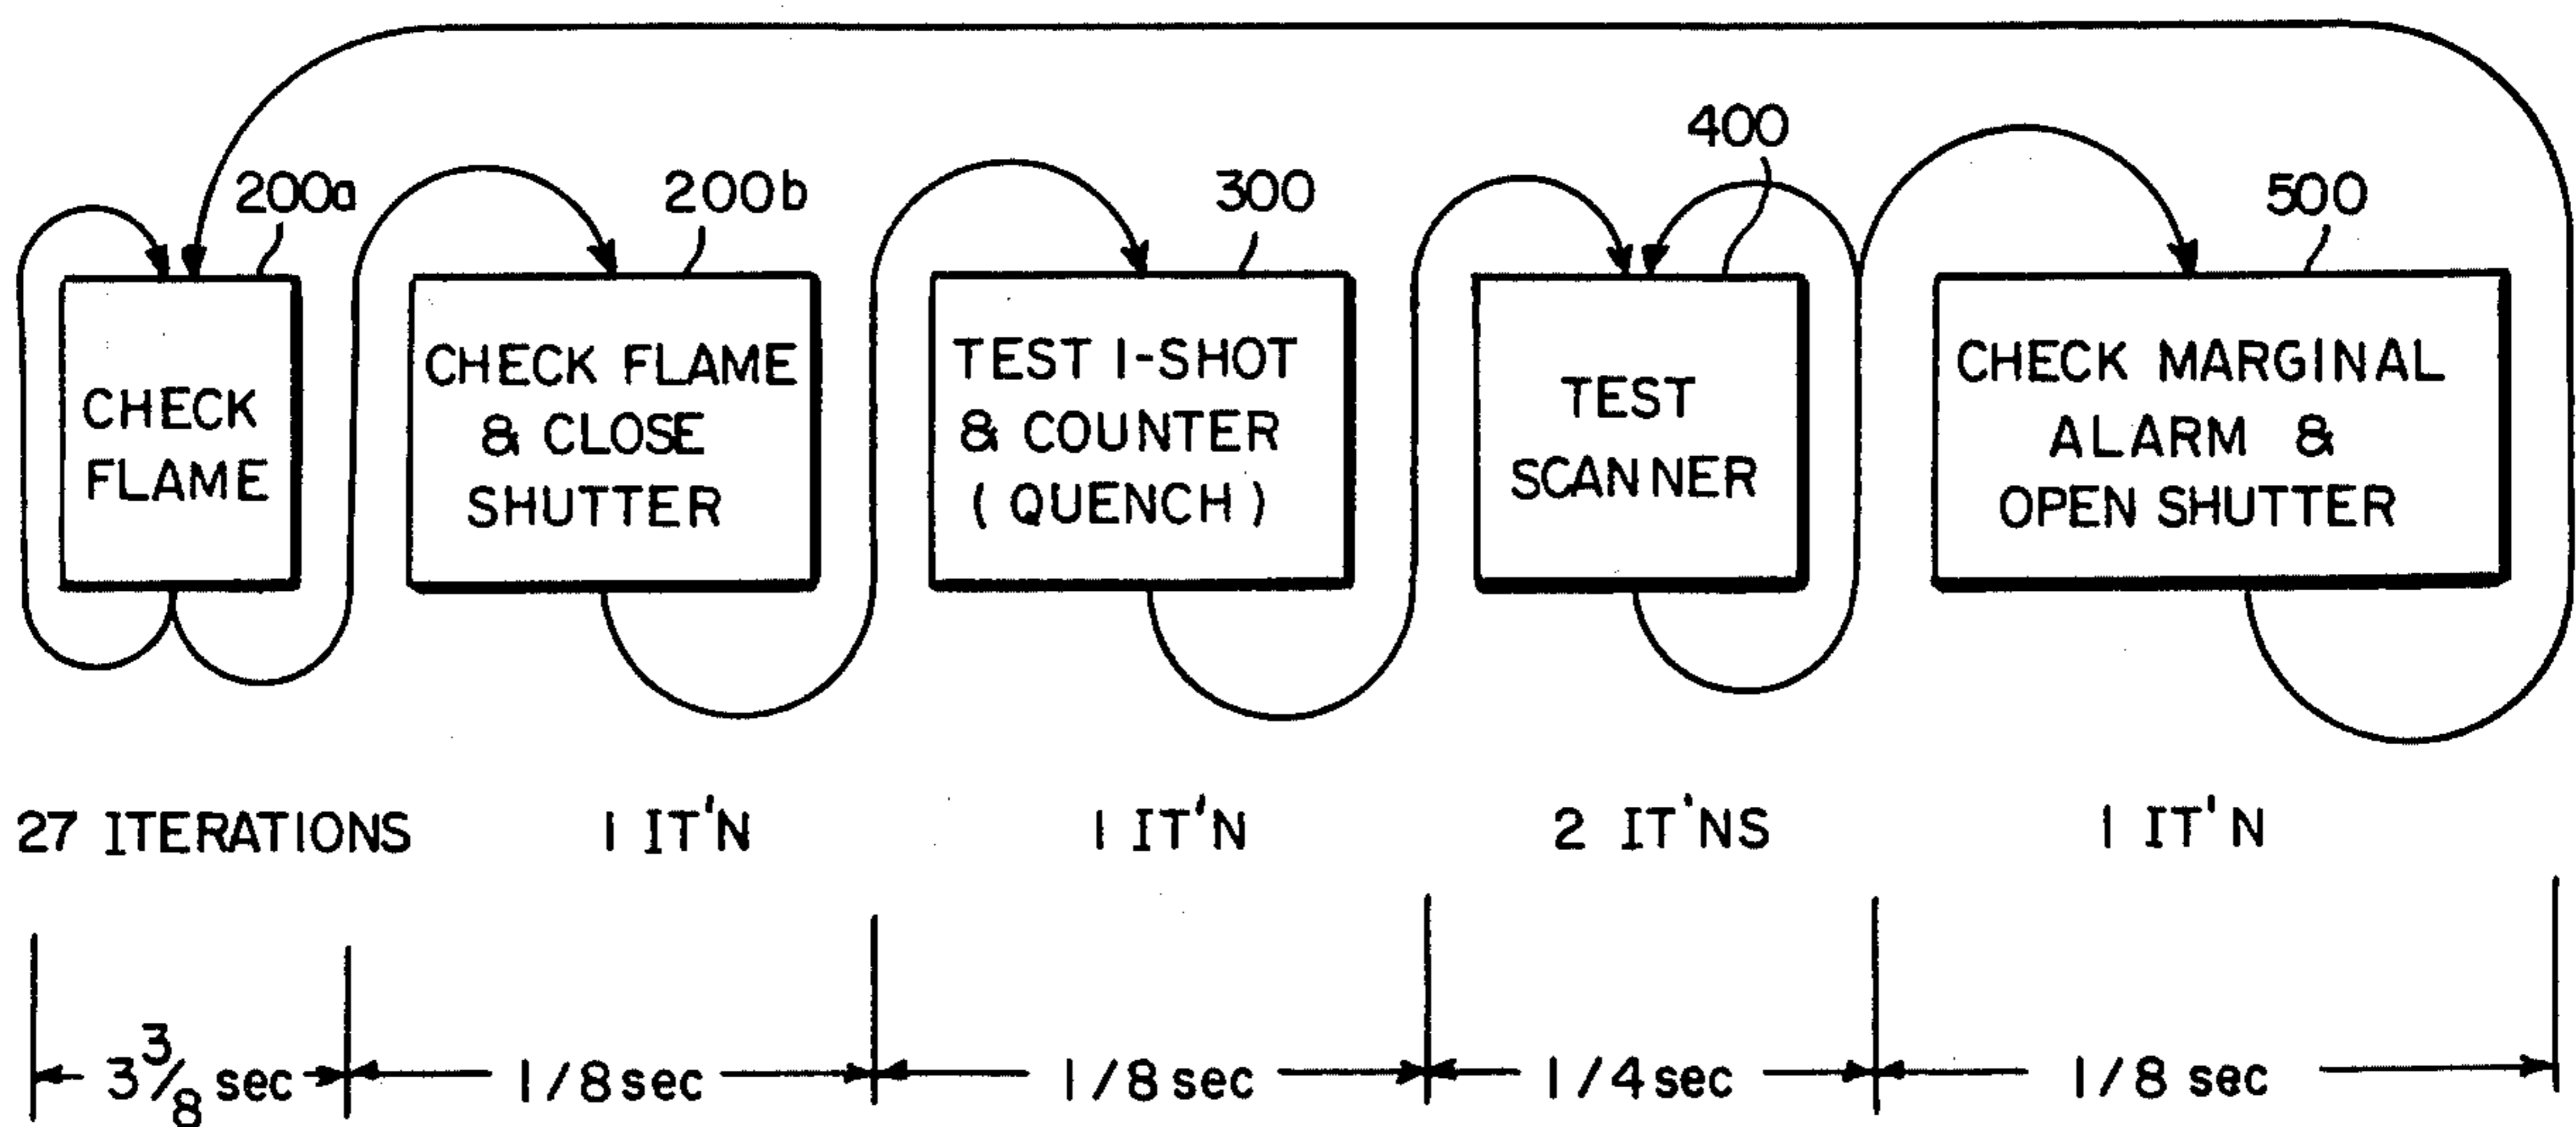 200a
200b
300
400
500
CHECK
FLAME
CHECK FLAME
& CLOSE
SHUTTER
TEST 1-SHOT
& COUNTER
(QUENCH)
TEST
SCANNER
CHECK MARGINAL
ALARM &
OPEN SHUTTER
27 ITERATIONS
1 IT'N
1 IT'N
2 IT'NS
1 IT'N
3 3/8 sec
1/8 sec
1/8 sec
1/4 sec
1/8 sec